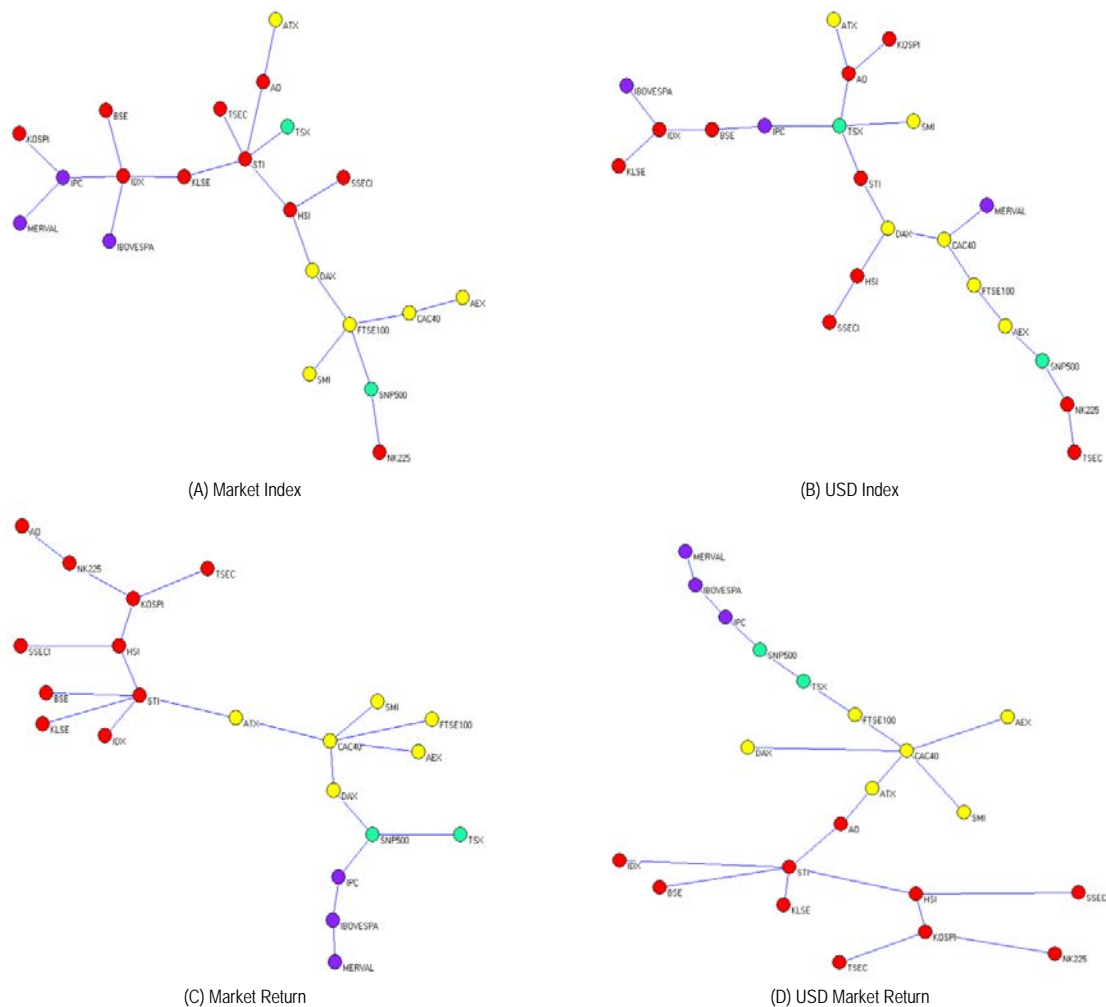 ATX
AO
BSE
TSEC
TSX
KOSPI
STI
IPC
IDX
KLSE
SSECI
HSI
MERVAL
IBOVESPA
DAX
AEX
CAC40
FTSE100
SMI
SNP500
NK225
(A) Market Index
ATX
KOSPI
AO
IBOVESPA
SMI
IDX
BSE
IPC
TSX
KLSE
STI
MERVAL
DAX
CAC40
HSI
FTSE100
SSECI
AEX
SNP500
NK225
TSEC
(B) USD Index
AO
NK225
TSEC
KOSPI
SSECI
HSI
BSE
STI
KLSE
IDX
ATX
SMI
FTSE100
CAC40
AEX
DAX
SNP500
TSX
IPC
IBOVESPA
MERVAL
(C) Market Return
MERVAL
IBOVESPA
IPC
SNP500
TSX
FTSE100
AEX
DAX
CAC40
ATX
SMI
AO
IDX
STI
BSE
KLSE
HSI
SSEC
KOSPI
TSEC
NK225
(D) USD Market Return